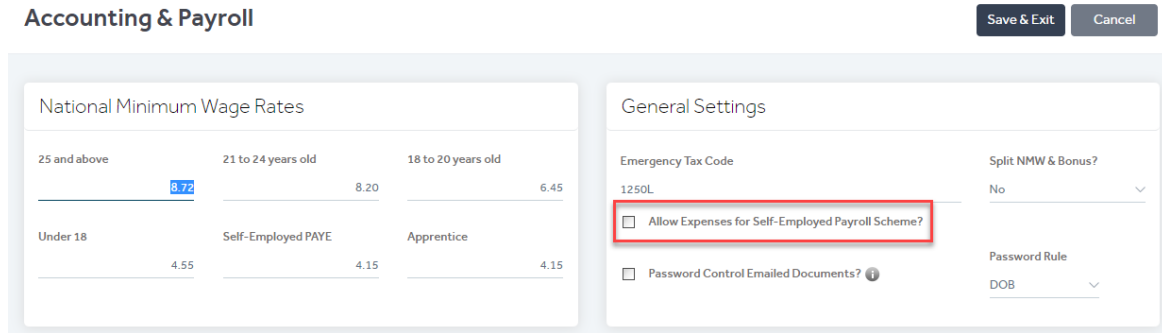 Accounting & Payroll
Save & Exit
Cancel
National Minimum Wage Rates
25 and above
21 to 24 years old
18 to 20 years old
8.72
8.20
6.45
Under 18
Self-Employed PAYE
Apprentice
4.55
4.15
4.15
General Settings
Emergency Tax Code
Split NMW & Bonus?
1250L
No
Allow Expenses for Self-Employed Payroll Scheme?
Password Control Emailed Documents? i
Password Rule
DOB